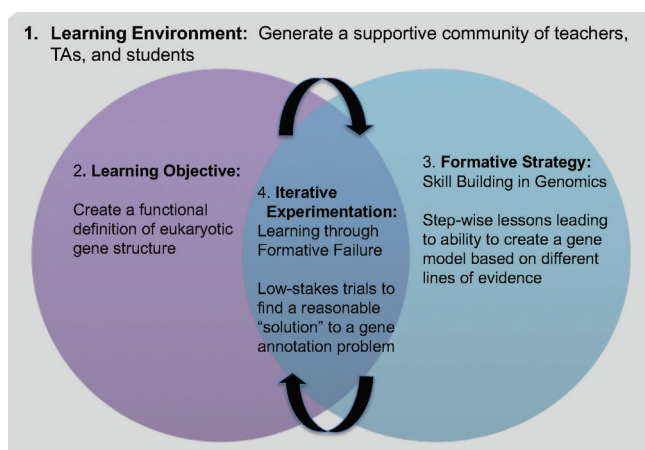 1. Learning Environment: Generate a supportive community of teachers,
TAs, and students
2. Learning Objective:
Create a functional
definition of eukaryotic
gene structure
4. Iterative
Experimentation:
Learning through
Formative Failure
Low-stakes trials to
find a reasonable
“solution” to a gene
annotation problem
3. Formative Strategy:
Skill Building in Genomics
Step-wise lessons leading
to ability to create a gene
model based on different
lines of evidence